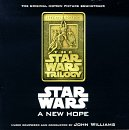 THE ORIGINAL MOTION PICTURE SOUNDTRACK
THE
STAR
WARS
TRILOGY
STAR
WARS
A NEW HOPE
MUSIC COMPOSED AND CONDUCTED BY JOHN WILLIAMS